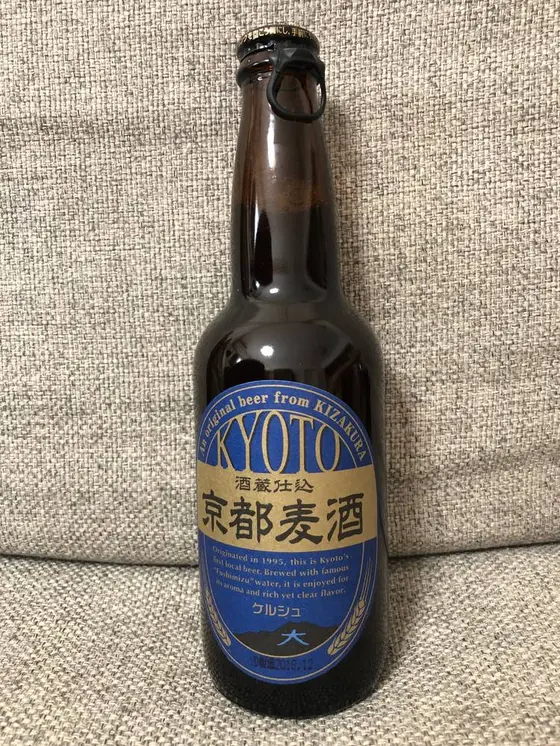 An original beer from KIZAKURA
KYOTO
酒蔵仕込
京都麦酒
Originated in 1995, this is Kyoto's
first local beer. Brewed with famous
"Fushimizu" water, it is enjoyed for
its aroma and rich yet clear flavor.
ケルシュ
大